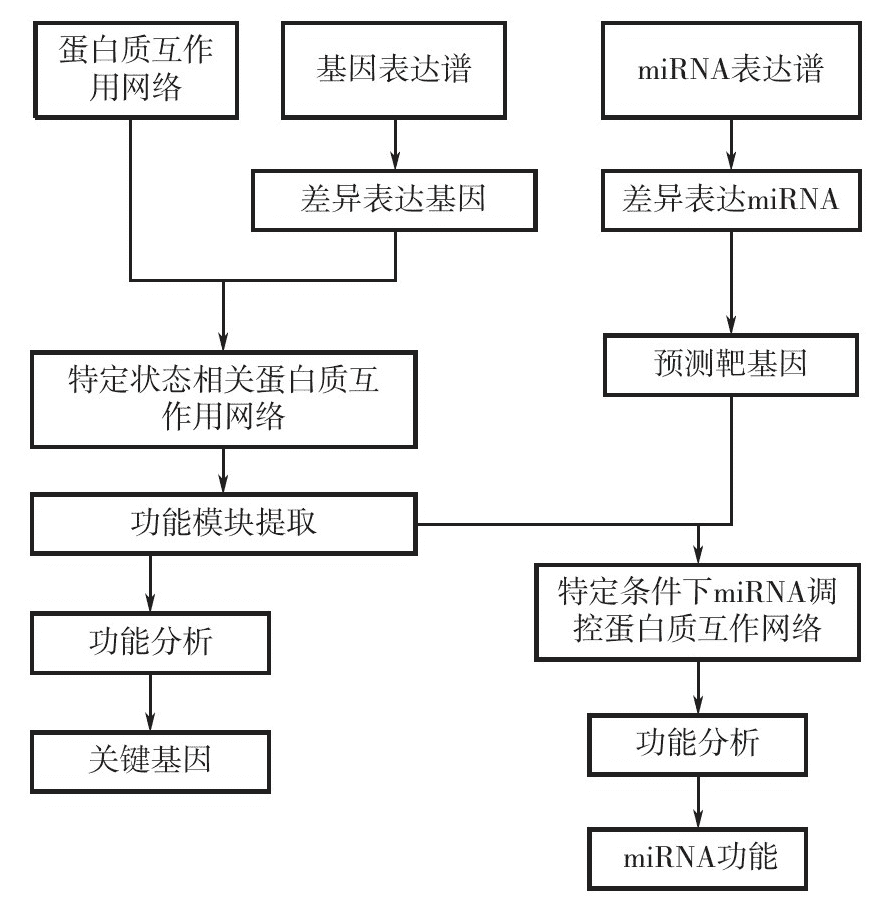 蛋白质互作
用网络
基因表达谱
miRNA表达谱
差异表达基因
差异表达miRNA
预测靶基因
特定状态相关蛋白质互
作用网络
功能模块提取
特定条件下miRNA调
控蛋白质互作网络
功能分析
功能分析
关键基因
miRNA功能